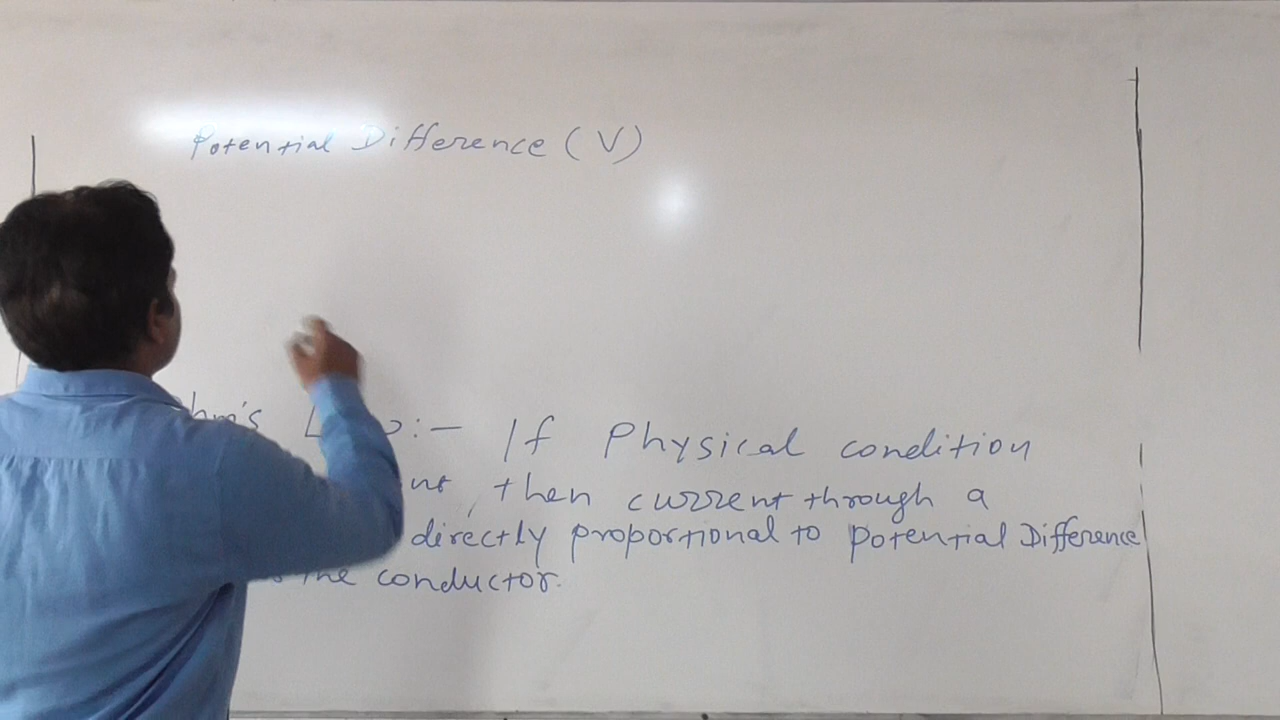 Potential Difference (V)
:- If Physical condition
, then current through a
directly proportional to Potential Difference
the conductor.